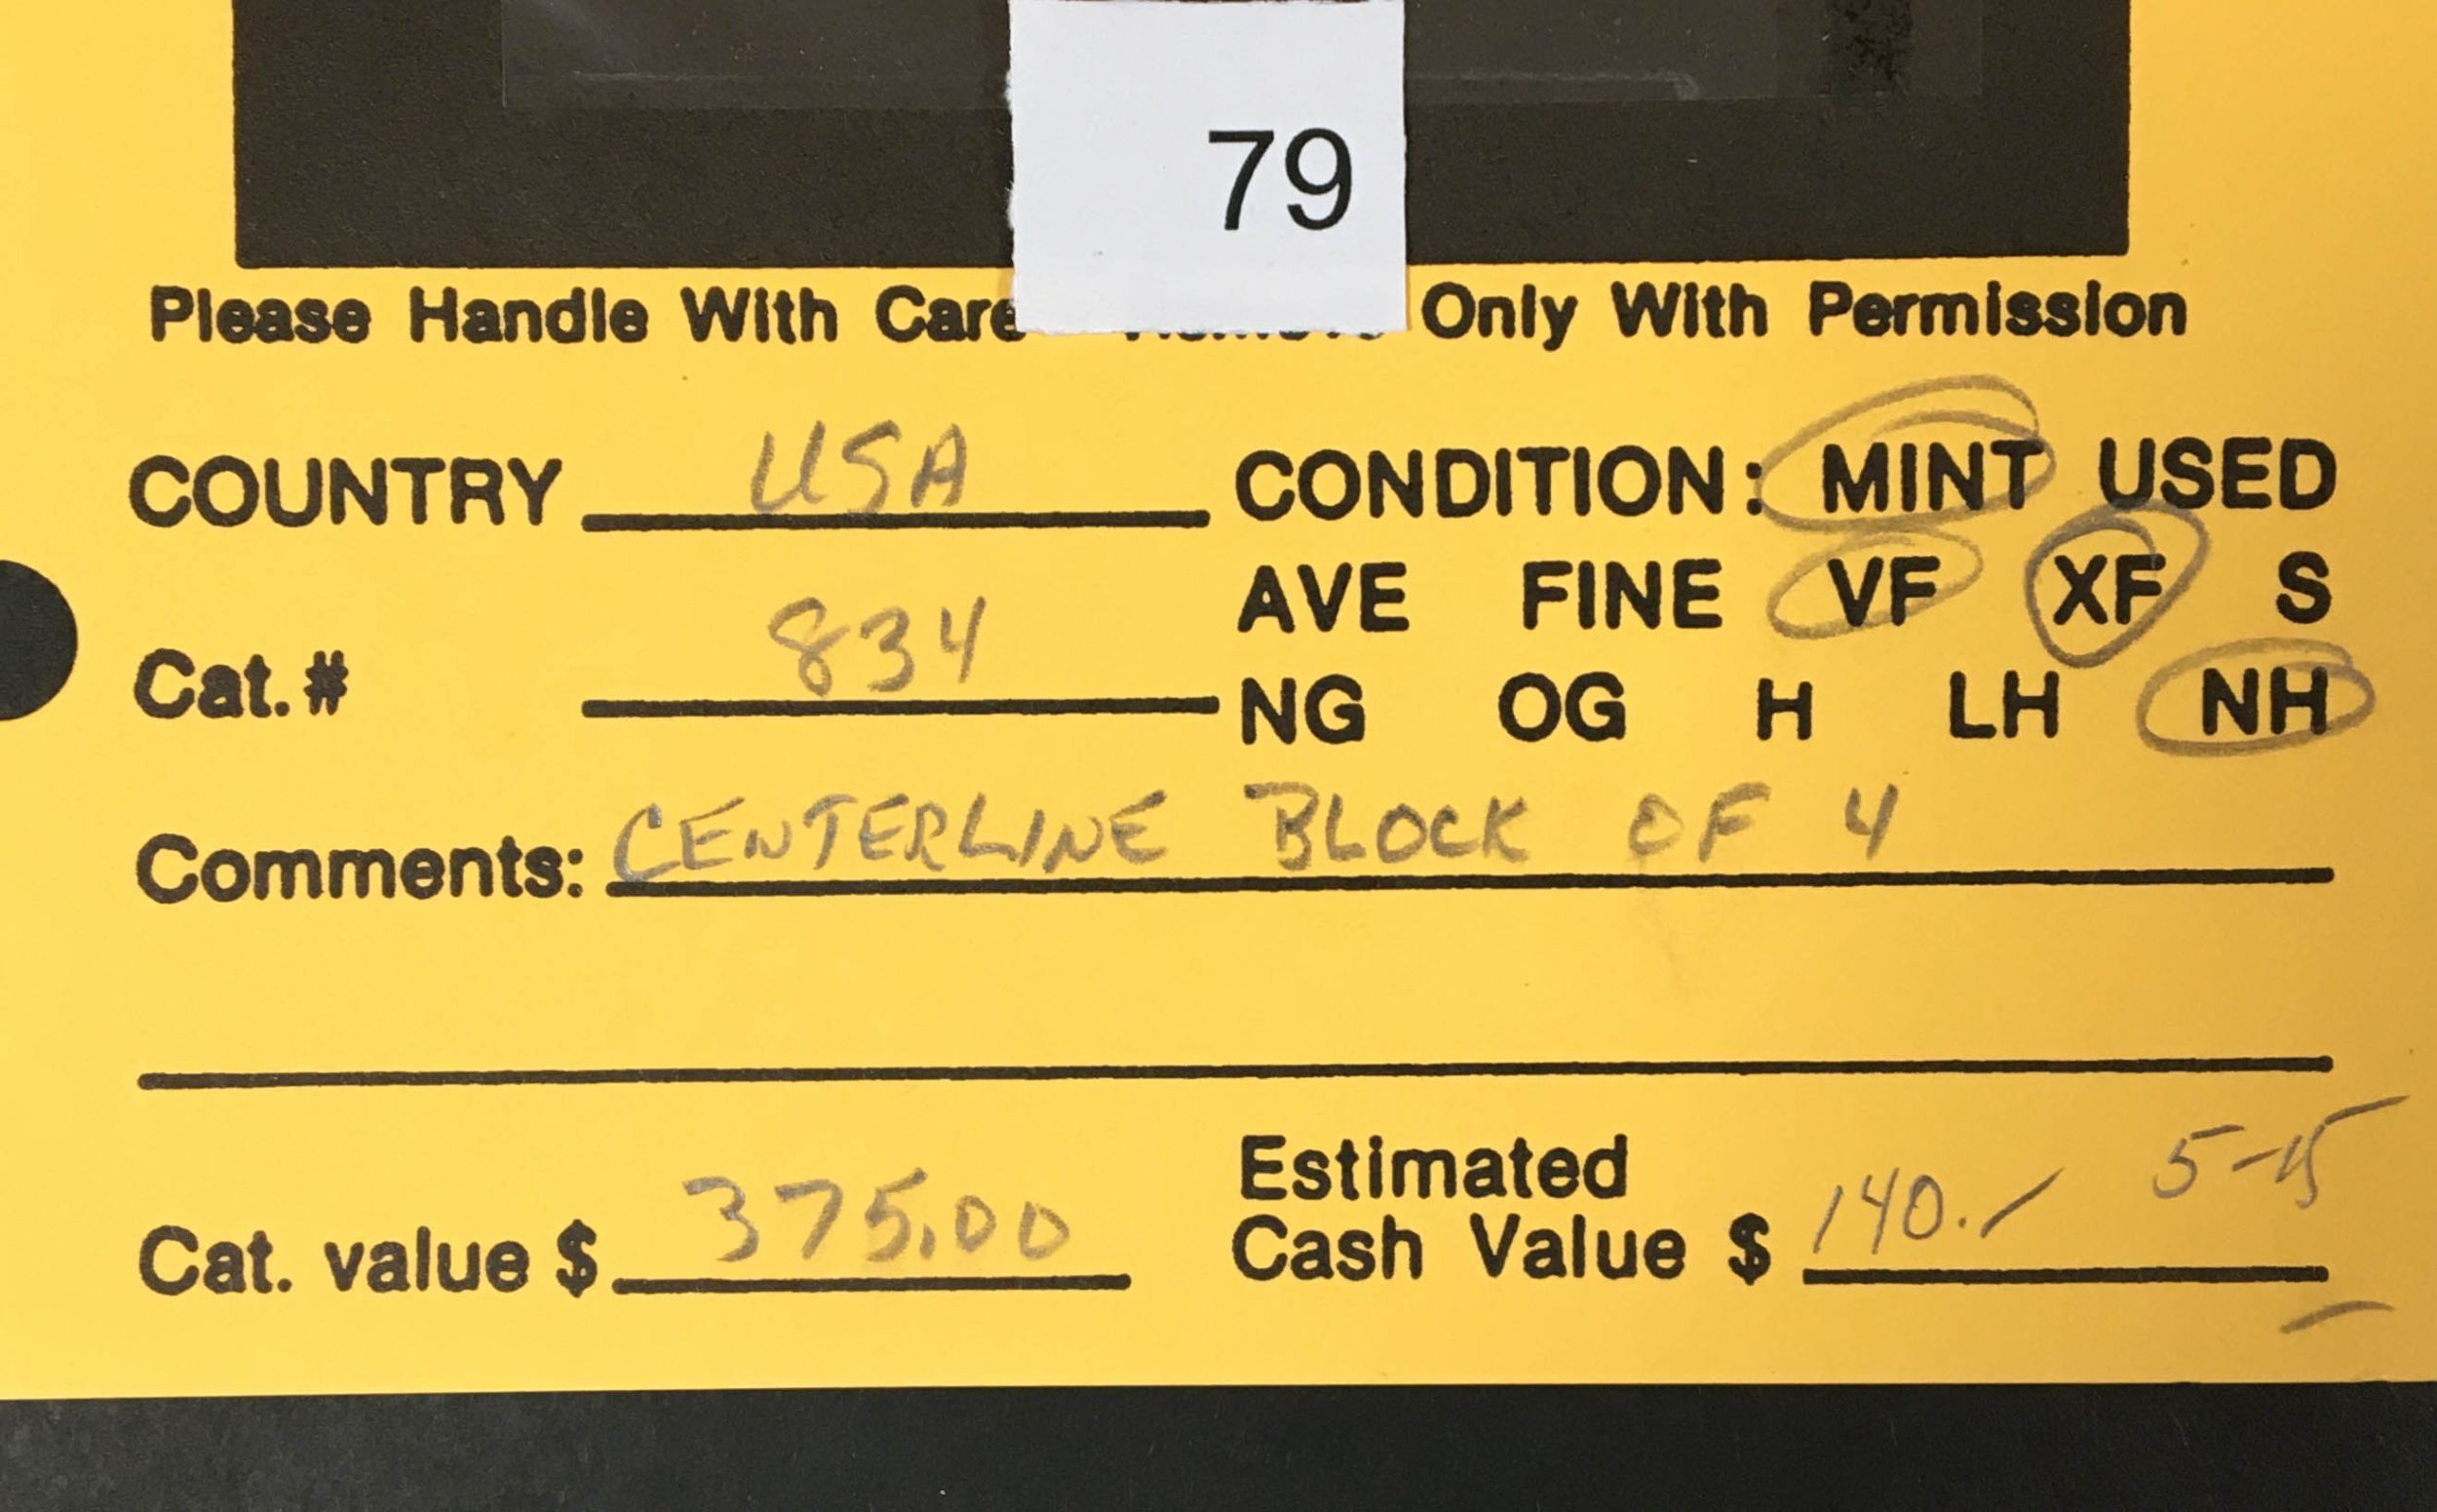 79
Please Handle With Care Only With Permission
COUNTRY USA CONDITION: MINT USED
AVE FINE VF XF S
Cat.# 834
NG OG H LH NH
Comments: CENTERLINE BLOCK OF 4
Estimated
Cat. value $ 375.00 Cash Value $ 140. 5-15